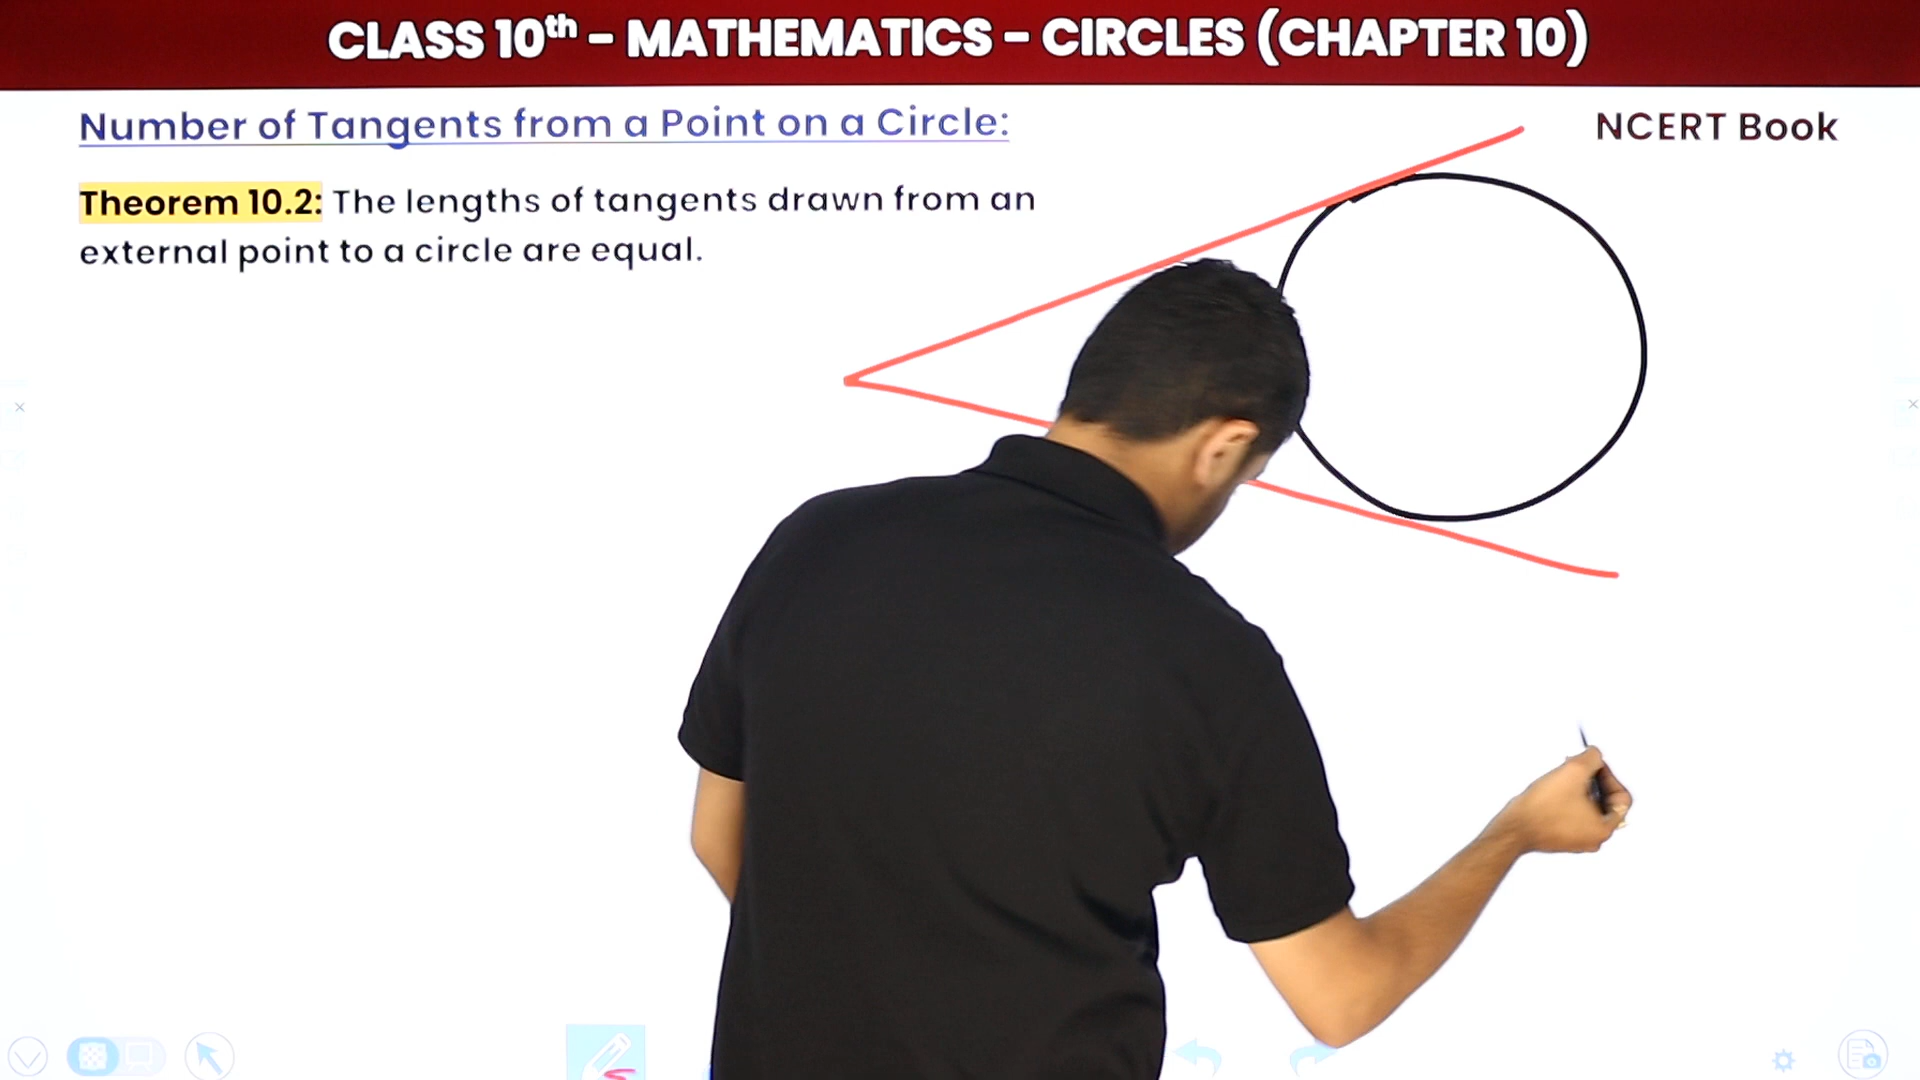 CLASS 10th - MATHEMATICS - CIRCLES (CHAPTER 10)
Number of Tangents from a Point on a Circle:
NCERT Book
Theorem 10.2: The lengths of tangents drawn from an
external point to a circle are equal.